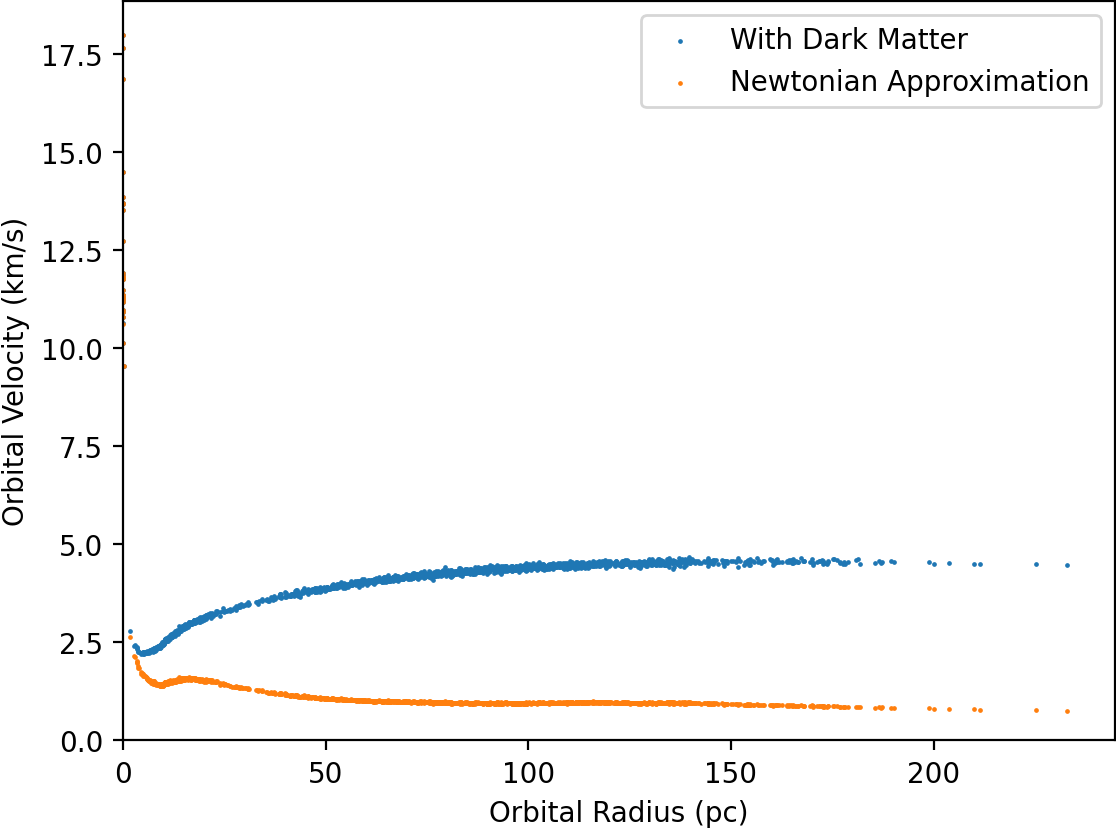 With Dark Matter
Newtonian Approximation
Orbital Velocity (km/s)
17.5
15.0
12.5
10.0
7.5
5.0
2.5
0.0
0 50 100 150 200
Orbital Radius (pc)